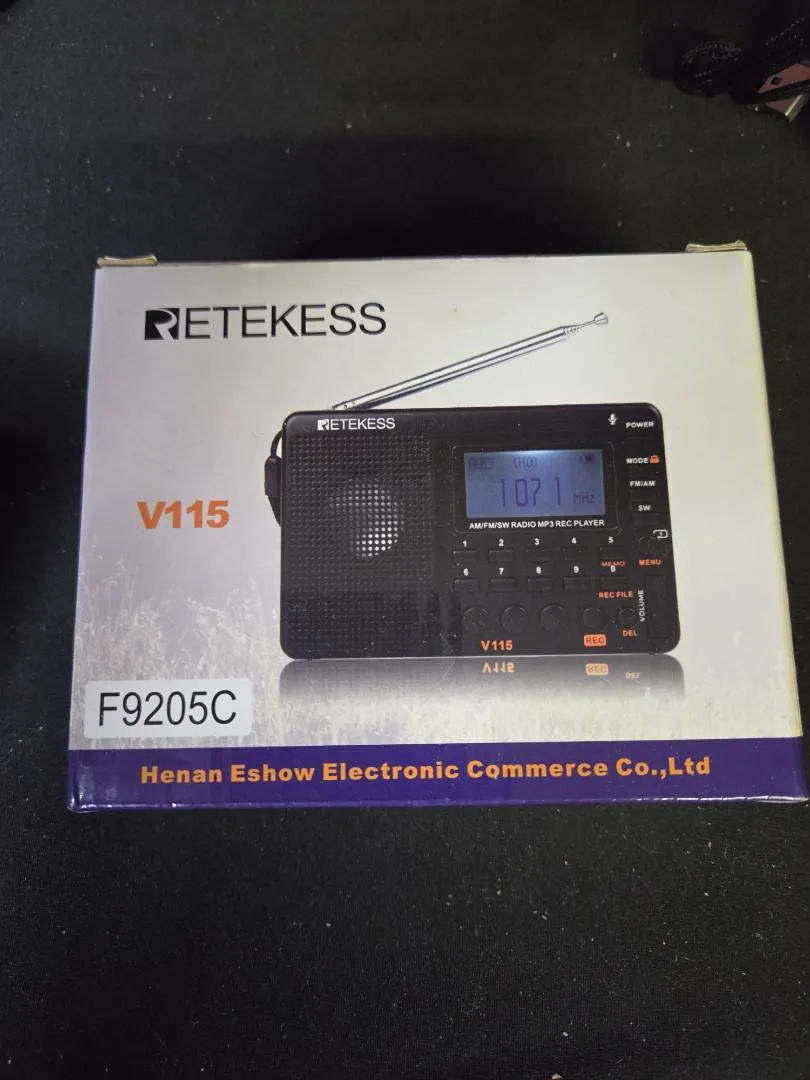 RETEKESS
RETEKESS
POWER
MODE
FM/AM
SW
MENU
107.1 MHz
AM/FM/SW RADIO MP3 REC PLAYER
1 2 3 4 5
MEMO
6 7 8 9 0
REC FILE
VOLUME
DEL
V115
REC
V115
F9205C
Henan Eshow Electronic Commerce Co.,Ltd